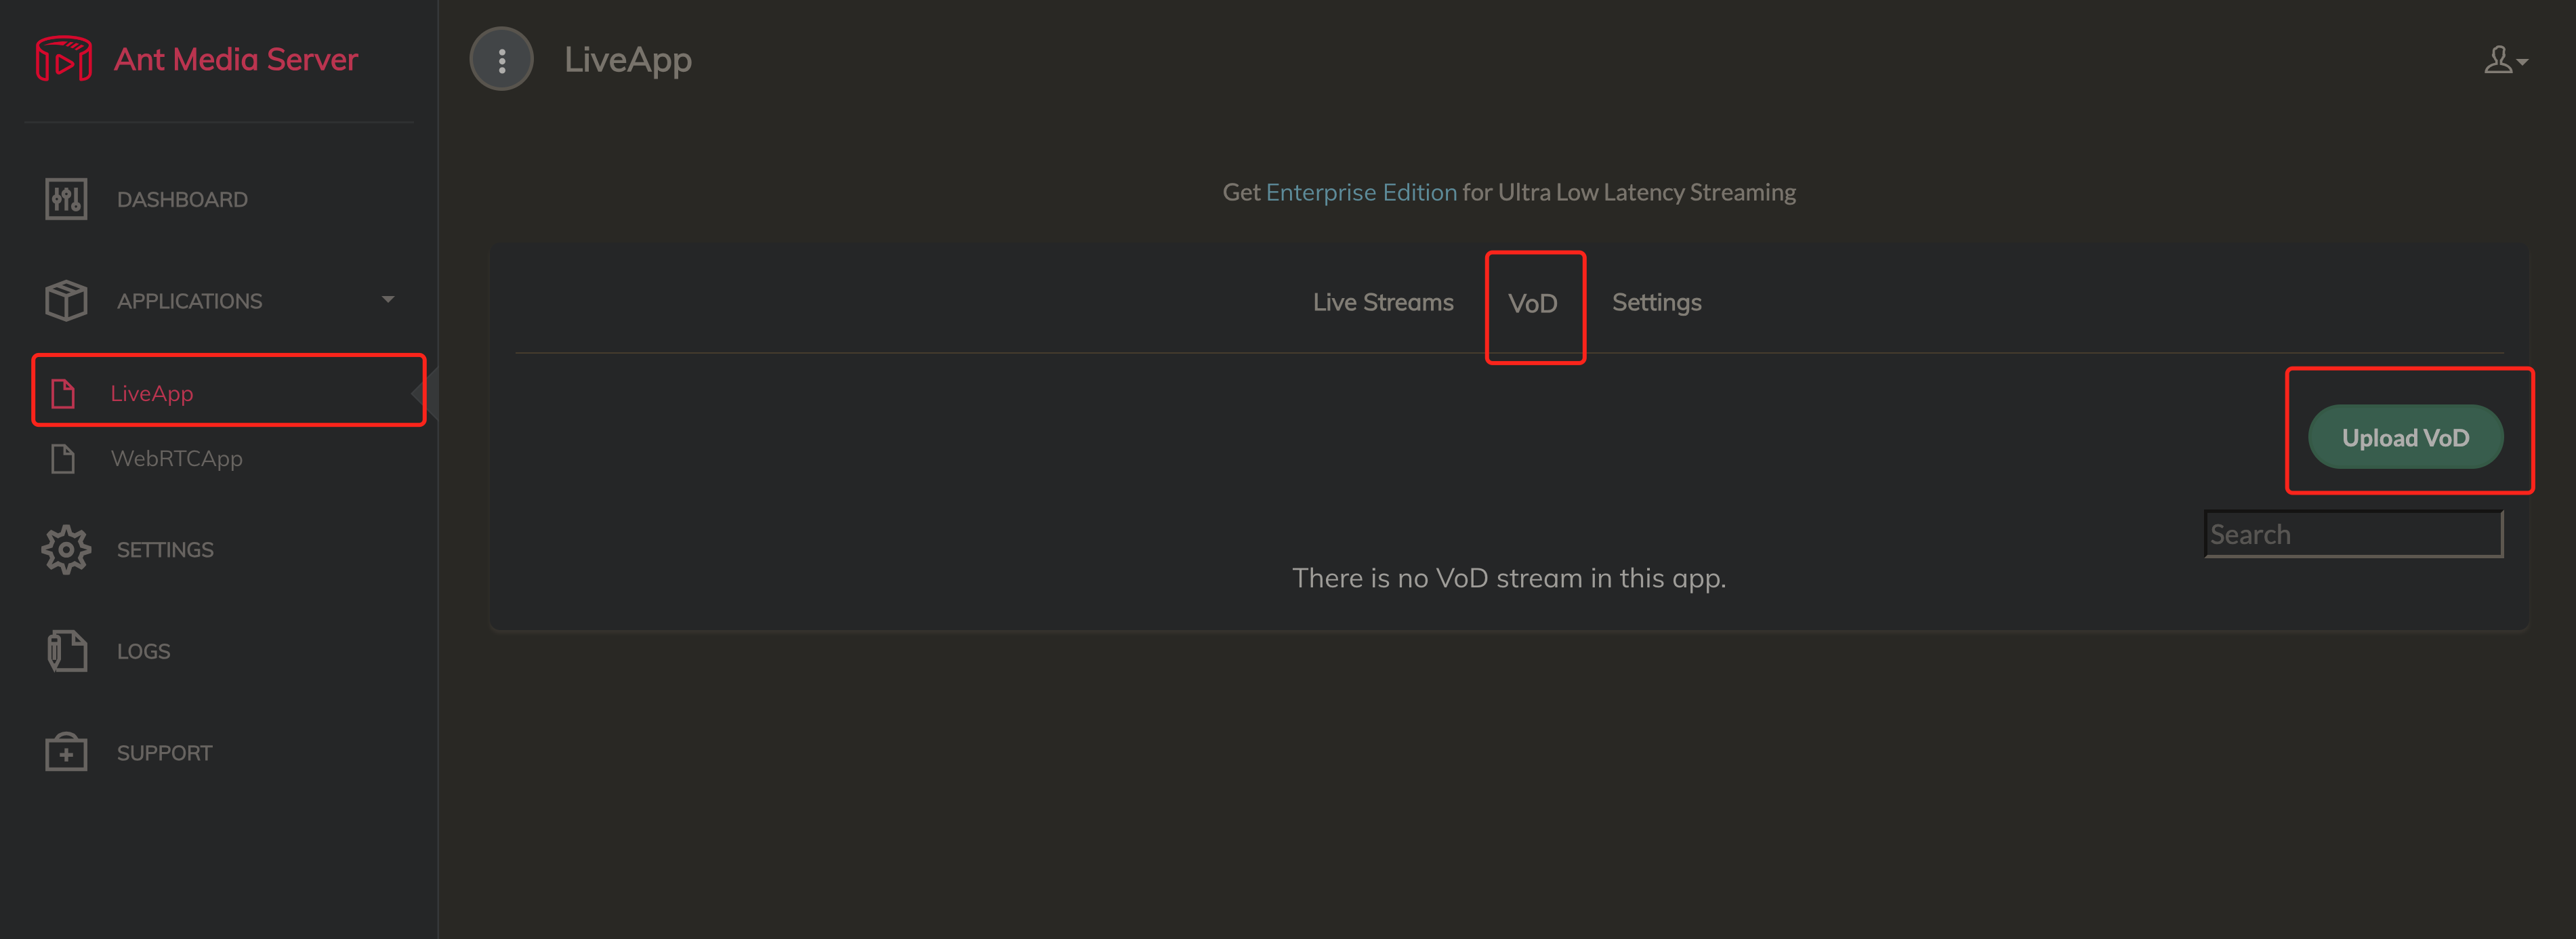 Ant Media Server
LiveApp
DASHBOARD
APPLICATIONS
LiveApp
WebRTCApp
SETTINGS
LOGS
SUPPORT
Get Enterprise Edition for Ultra Low Latency Streaming
Live Streams VoD Settings
Upload VoD
Search
There is no VoD stream in this app.